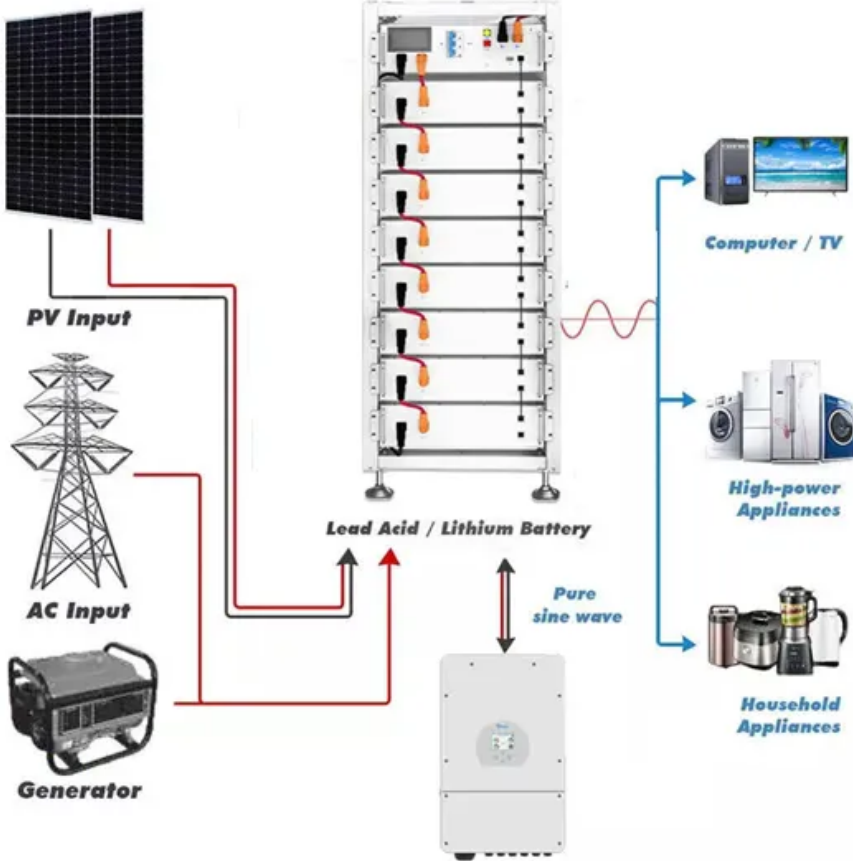 Computer / TV
PV Input
High-power
Appliances
Lead Acid / Lithium Battery
Pure
sine wave
AC Input
Household
Appliances
Generator